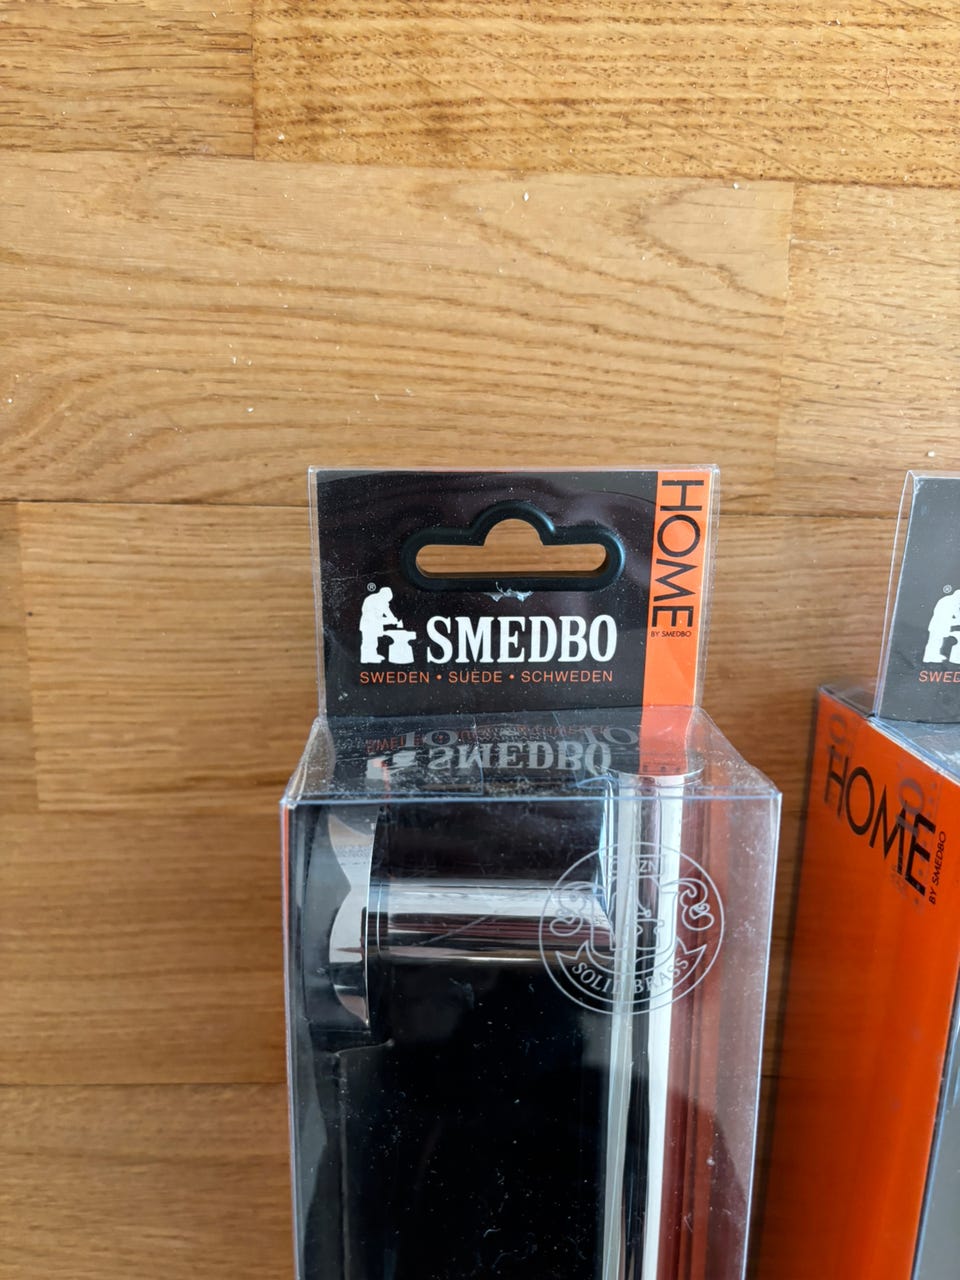 HOME
BY SMEDBO
®
SMEDBO
SWEDEN • SUÈDE • SCHWEDEN
SOLID BRASS
HOME
BY SMEDBO
®